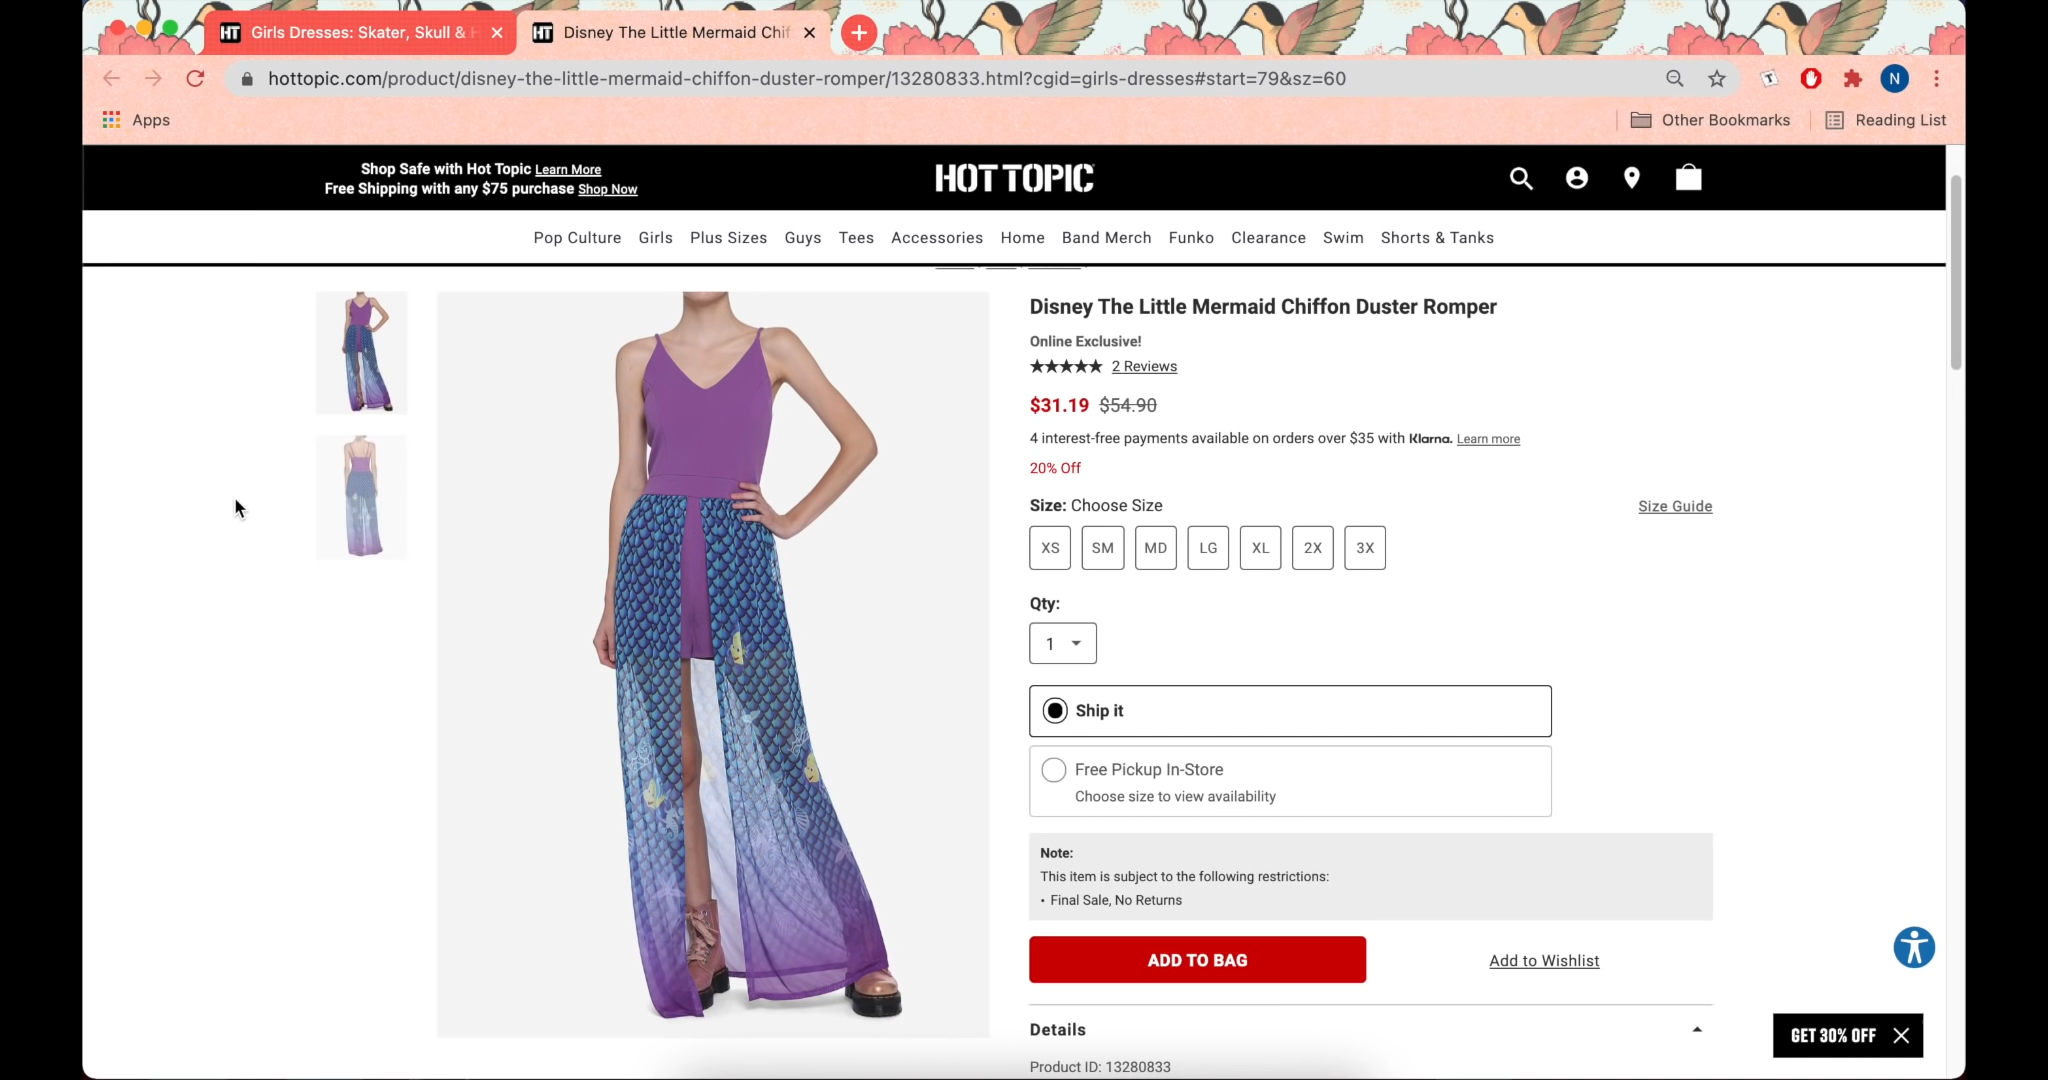 Girls Dresses: Skater, Skull &
Disney The Little Mermaid Chif
hottopic.com/product/disney-the-little-mermaid-chiffon-duster-romper/13280833.html?cgid=girls-dresses#start=79&sz=60
N
Apps
Other Bookmarks
Reading List
Shop Safe with Hot Topic Learn More
Free Shipping with any $75 purchase Shop Now
HOT TOPIC
Pop Culture Girls Plus Sizes Guys Tees Accessories Home Band Merch Funko Clearance Swim Shorts & Tanks
Disney The Little Mermaid Chiffon Duster Romper
Online Exclusive!
★★★★★ 2 Reviews
$31.19 $54.90
4 interest-free payments available on orders over $35 with Klarna. Learn more
20% Off
Size: Choose Size
Size Guide
XS SM MD LG XL 2X 3X
Qty:
1
Ship it
Free Pickup In-Store
Choose size to view availability
Note:
This item is subject to the following restrictions:
• Final Sale, No Returns
ADD TO BAG
Add to Wishlist
Details
GET 30% OFF
Product ID: 13280833